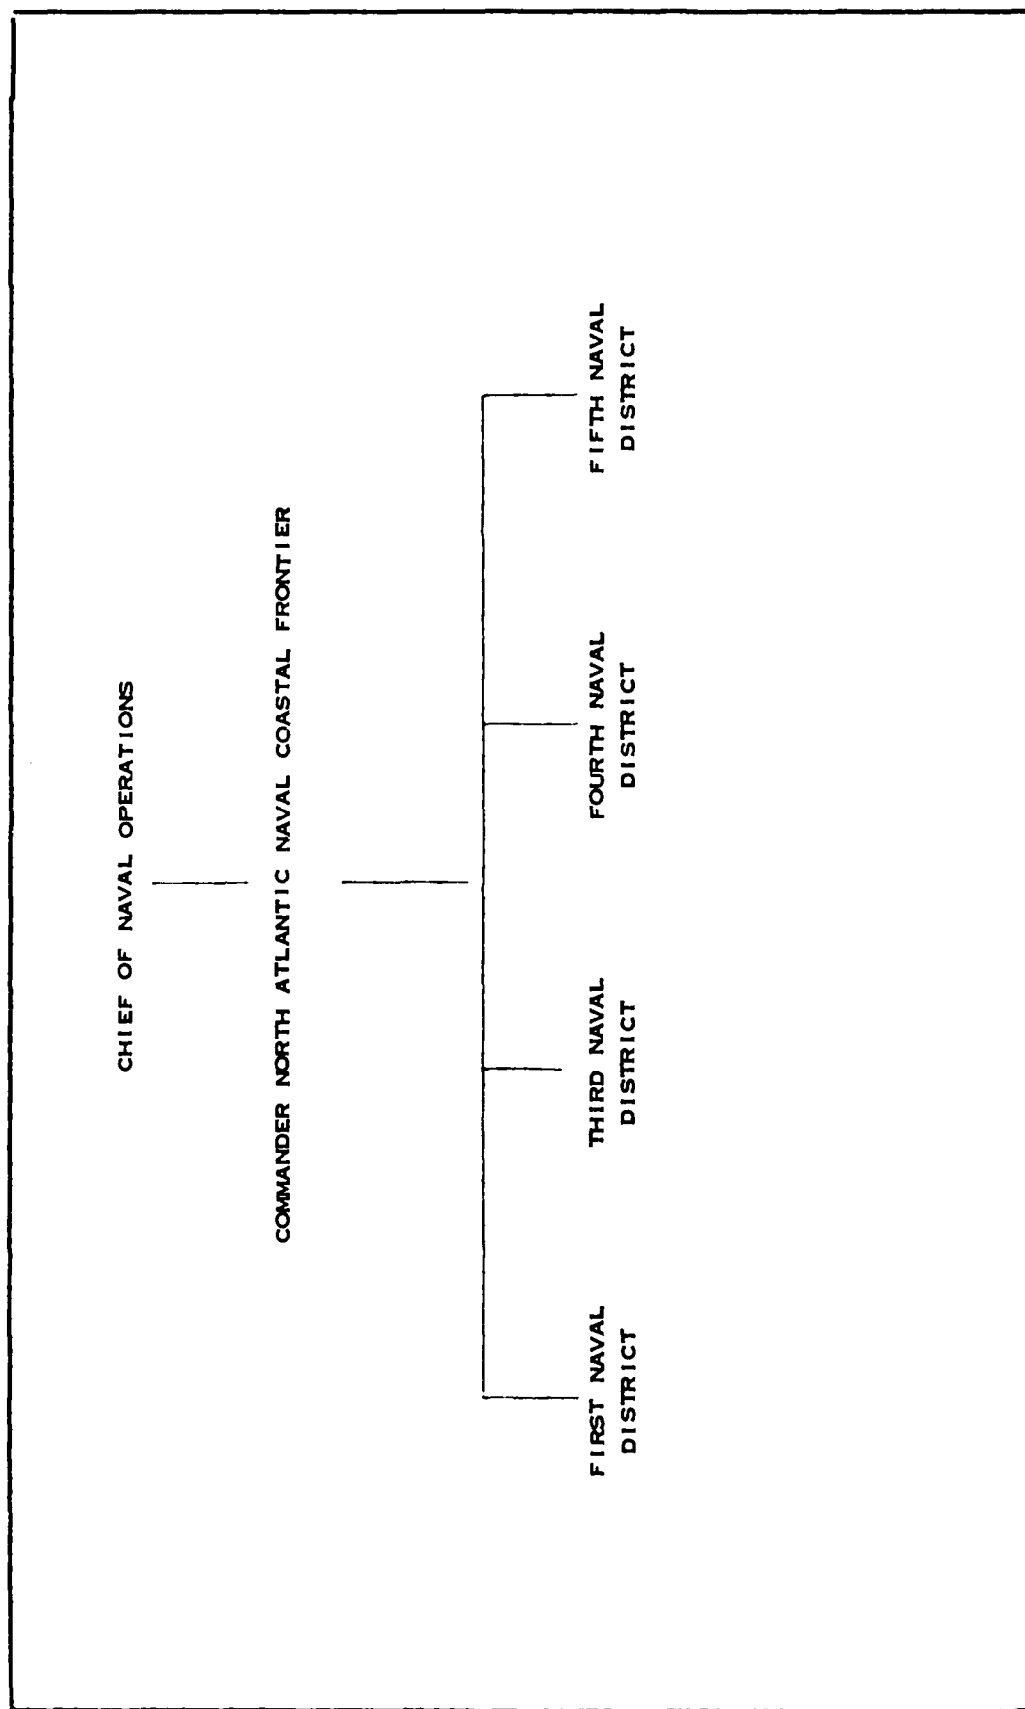 CHIEF OF NAVAL OPERATIONS
COMMANDER NORTH ATLANTIC NAVAL COASTAL FRONTIER
FIRST NAVAL
DISTRICT
THIRD NAVAL
DISTRICT
FOURTH NAVAL
DISTRICT
FIFTH NAVAL
DISTRICT